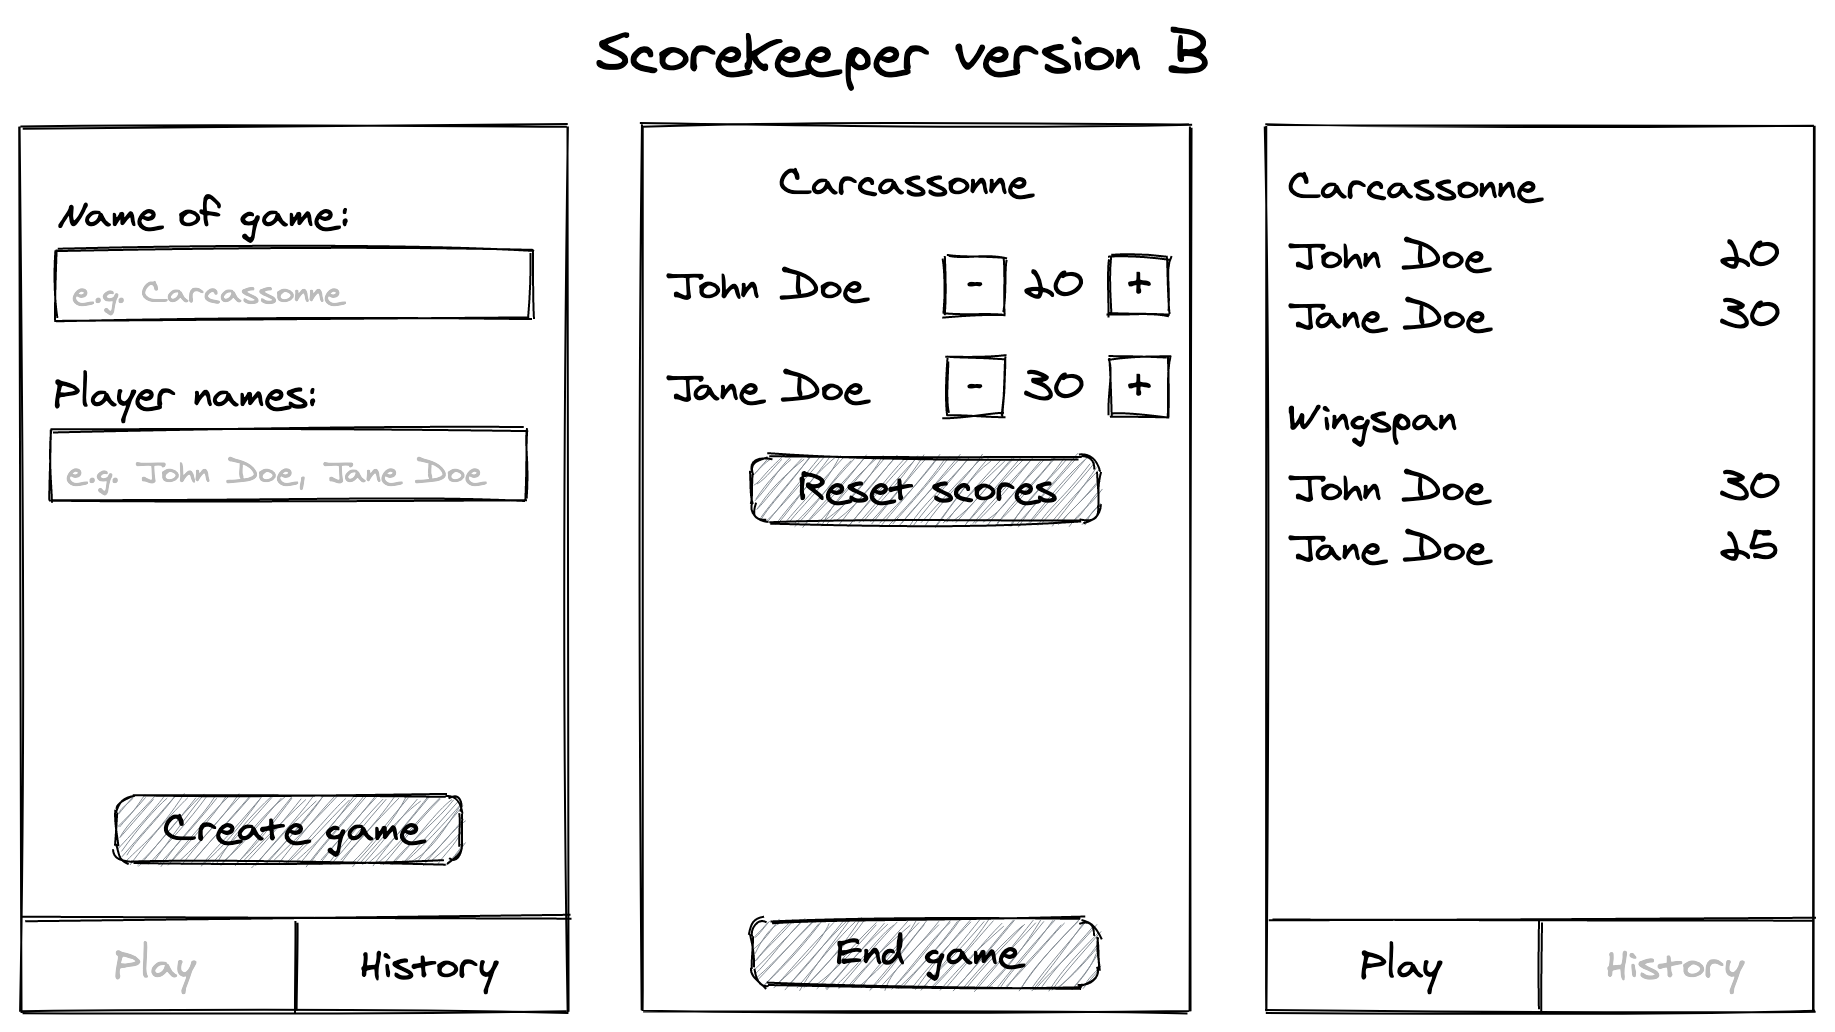 Scorekeeper version B
Name of game:
e.g. Carcassonne
Player names:
e.g. John Doe, Jane Doe
Create game
Play History
Carcassonne
John Doe - 20 +
Jane Doe - 30 +
Reset scores
End game
Carcassonne
John Doe 20
Jane Doe 30
Wingspan
John Doe 30
Jane Doe 25
Play History